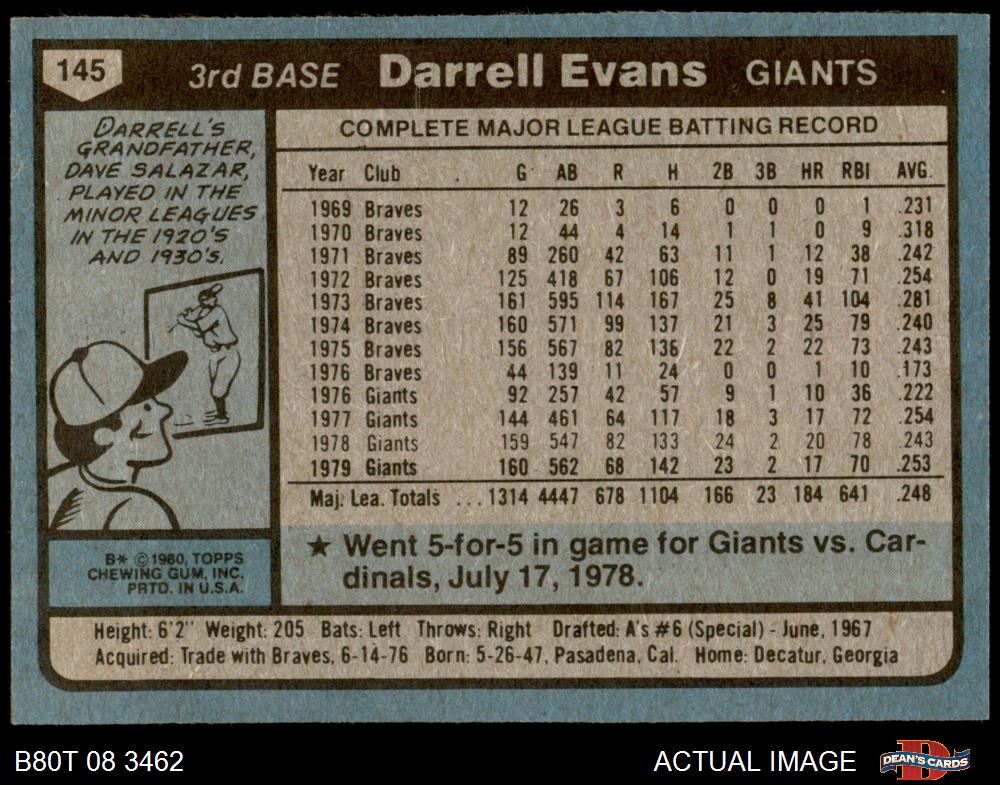 145 3rd BASE Darrell Evans GIANTS
DARRELL'S
GRANDFATHER,
DAVE SALAZAR,
PLAYED IN THE
MINOR LEAGUES
IN THE 1920'S
AND 1930'S.
B* ©1980, TOPPS
CHEWING GUM, INC.
PRTD. IN U.S.A.
COMPLETE MAJOR LEAGUE BATTING RECORD
Year Club G AB R H 2B 3B HR RBI AVG.
1969 Braves 12 26 3 6 0 0 0 1 .231
1970 Braves 12 44 4 14 1 1 0 9 .318
1971 Braves 89 260 42 63 11 1 12 38 .242
1972 Braves 125 418 67 106 12 0 19 71 .254
1973 Braves 161 595 114 167 25 8 41 104 .281
1974 Braves 160 571 99 137 21 3 25 79 .240
1975 Braves 156 567 82 138 22 2 22 73 .243
1976 Braves 44 139 11 24 0 0 1 10 .173
1976 Giants 92 257 42 57 9 1 10 36 .222
1977 Giants 144 461 64 117 18 3 17 72 .254
1978 Giants 159 547 82 133 24 2 20 78 .243
1979 Giants 160 562 68 142 23 2 17 70 .253
Maj. Lea. Totals ... 1314 4447 678 1104 166 23 184 641 .248
★ Went 5-for-5 in game for Giants vs. Car-
dinals, July 17, 1978.
Height: 6'2" Weight: 205 Bats: Left Throws: Right Drafted: A's #6 (Special) - June, 1967
Acquired: Trade with Braves, 6-14-76 Born: 5-26-47, Pasadena, Cal. Home: Decatur, Georgia
B80T 08 3462 ACTUAL IMAGE DEAN'S CARDS